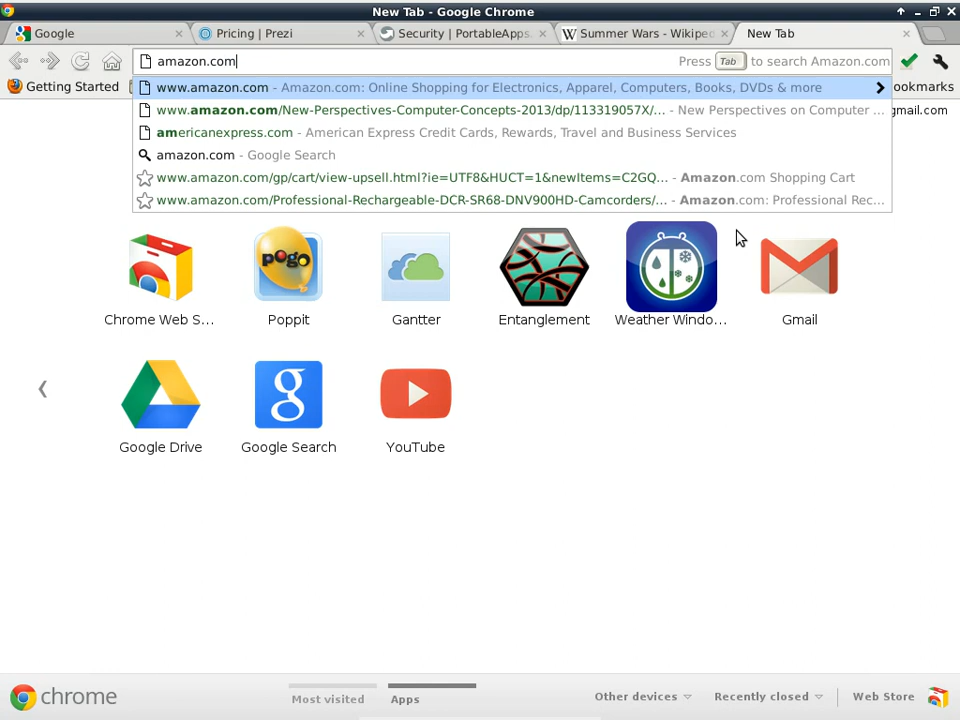 New Tab - Google Chrome
Google
Pricing | Prezi
Security | PortableApps.
Summer Wars - Wikipe
New Tab
amazon.com
Press Tab to search Amazon.com
Getting Started
ookmarks
www.amazon.com - Amazon.com: Online Shopping for Electronics, Apparel, Computers, Books, DVDs & more
www.amazon.com/New-Perspectives-Computer-Concepts-2013/dp/113319057X/... - New Perspectives on Computer ...
gmail.com
americanexpress.com - American Express Credit Cards, Rewards, Travel and Business Services
amazon.com - Google Search
www.amazon.com/gp/cart/view-upsell.html?ie=UTF8&HUCT=1&newItems=C2GQ... - Amazon.com Shopping Cart
www.amazon.com/Professional-Rechargeable-DCR-SR68-DNV900HD-Camcorders/... - Amazon.com: Professional Rec...
pogo
Chrome Web S...
Poppit
Gantter
Entanglement
Weather Windo...
Gmail
g
Google Drive
Google Search
YouTube
chrome
Most visited
Apps
Other devices
Recently closed
Web Store